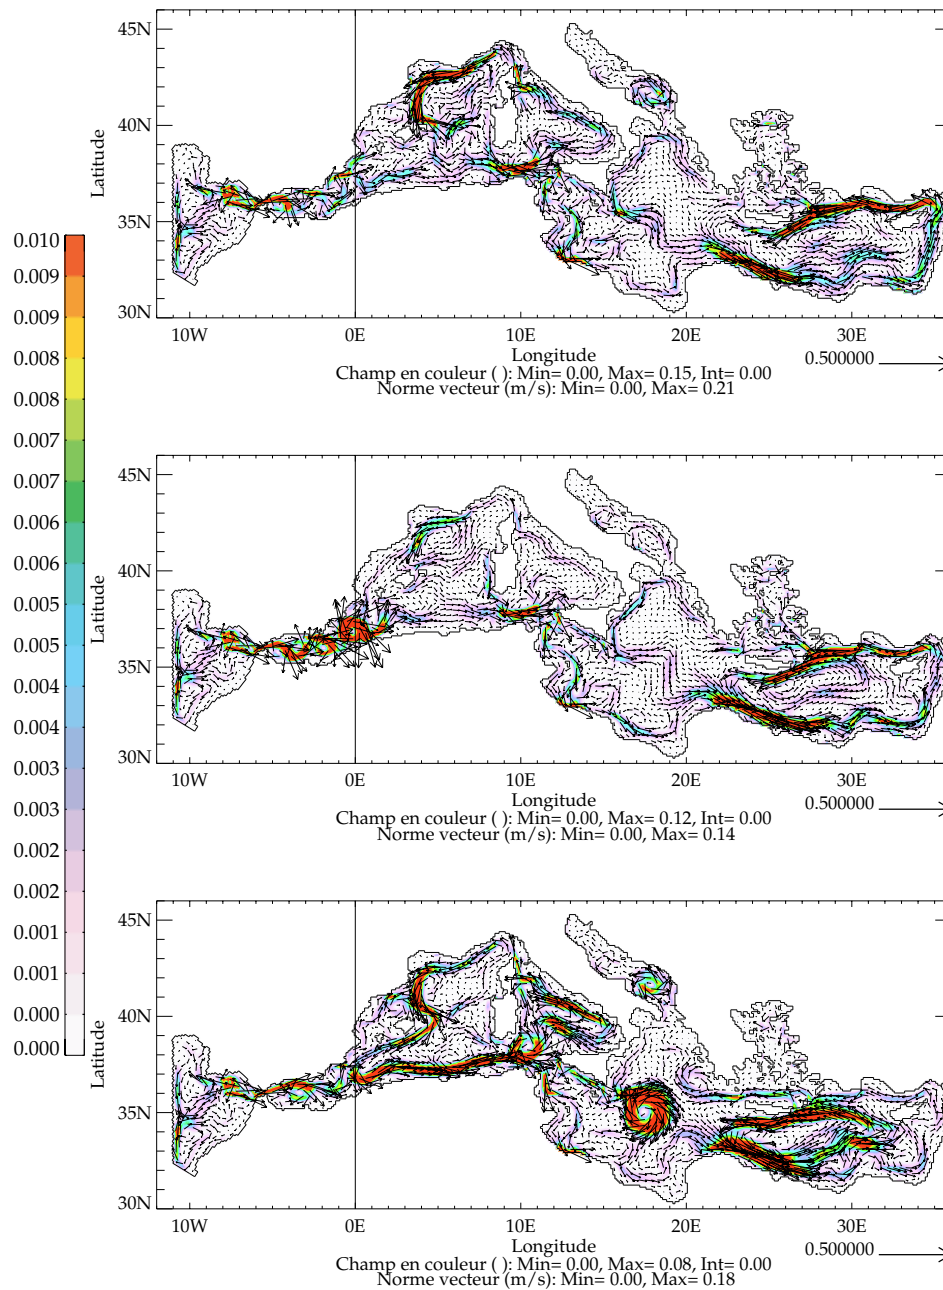 45N
40N
35N
30N
Latitude
10W 0E 10E 20E 30E
Longitude
0.500000
Champ en couleur ( ): Min= 0.00, Max= 0.15, Int= 0.00
Norme vecteur (m/s): Min= 0.00, Max= 0.21
0.010
0.009
0.009
0.008
0.008
0.007
0.007
0.006
0.006
0.005
0.005
0.004
0.004
0.003
0.003
0.002
0.002
0.001
0.001
0.000
0.000
45N
40N
35N
30N
Latitude
10W 0E 10E 20E 30E
Longitude
0.500000
Champ en couleur ( ): Min= 0.00, Max= 0.12, Int= 0.00
Norme vecteur (m/s): Min= 0.00, Max= 0.14
45N
40N
35N
30N
Latitude
10W 0E 10E 20E 30E
Longitude
0.500000
Champ en couleur ( ): Min= 0.00, Max= 0.08, Int= 0.00
Norme vecteur (m/s): Min= 0.00, Max= 0.18